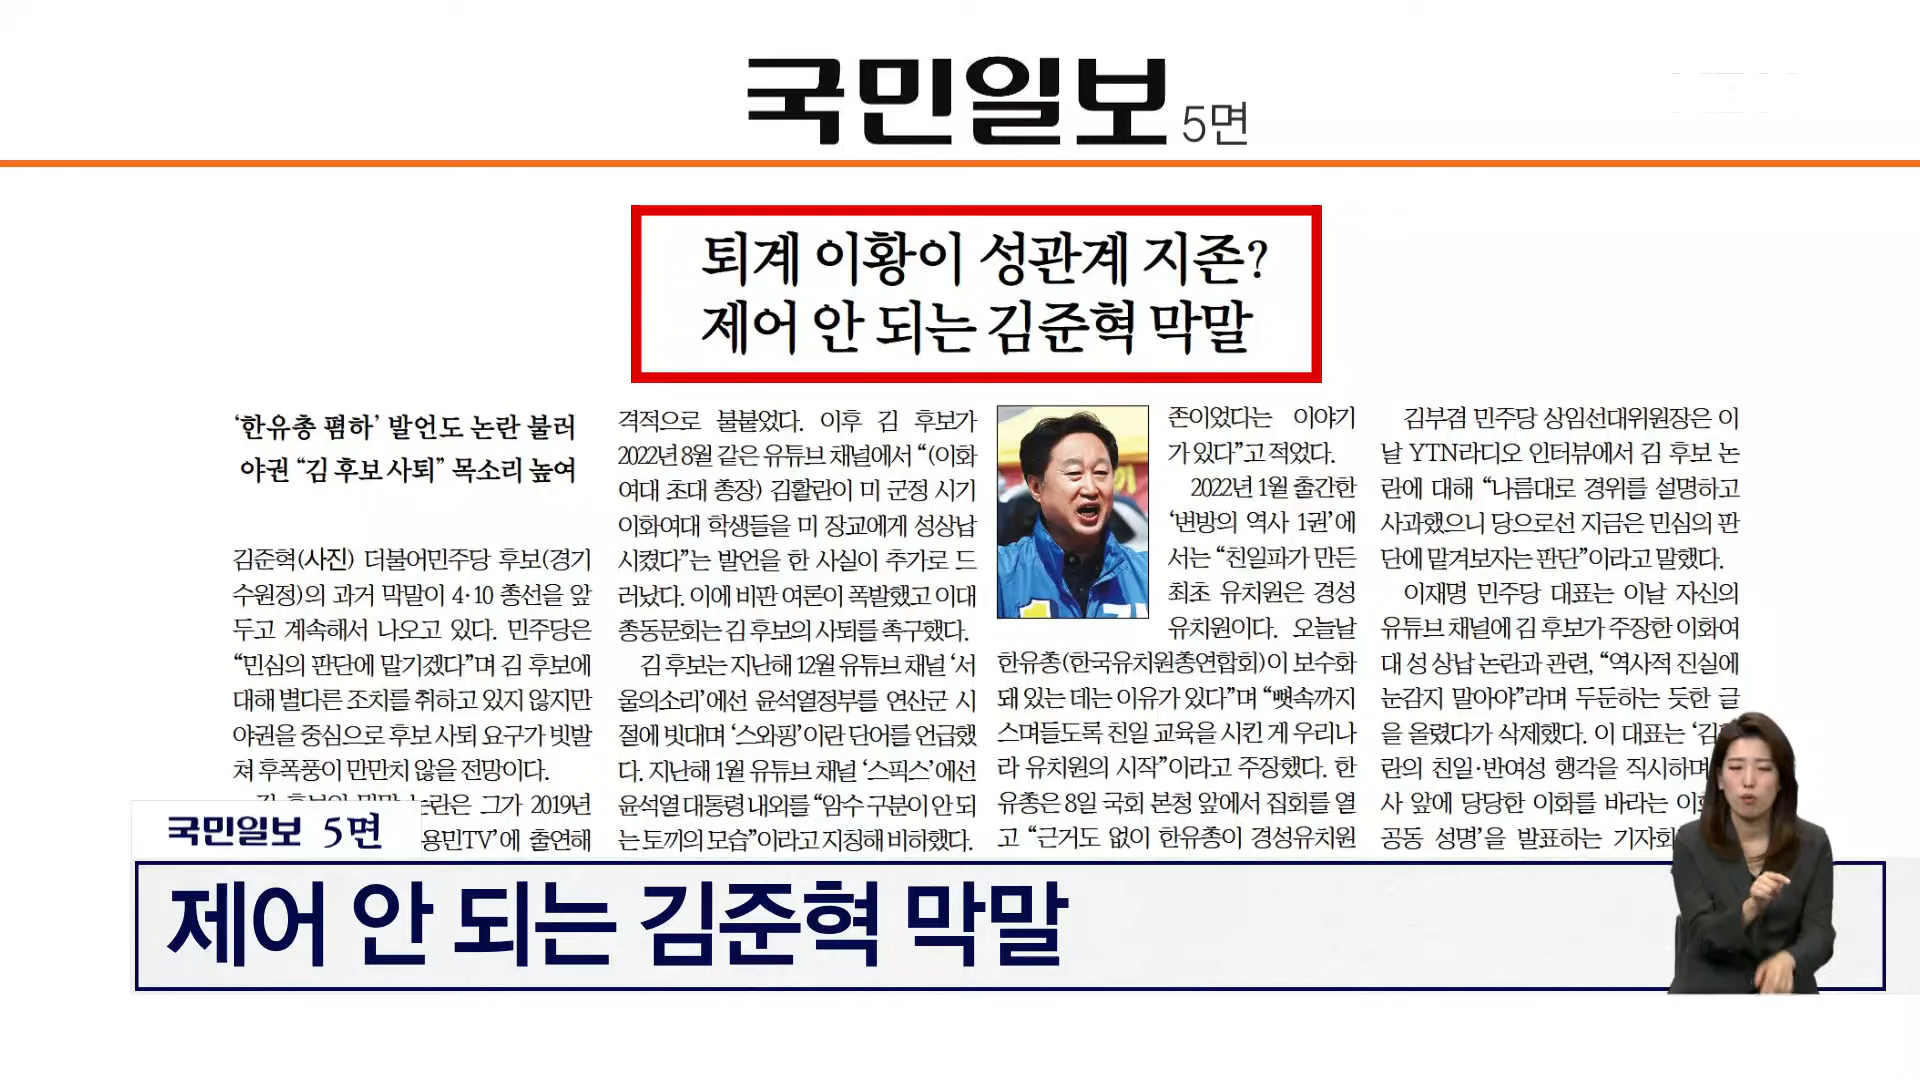 국민일보 5면
퇴계 이황이 성관계 지존?
제어 안 되는 김준혁 막말
‘한유총 폄하’ 발언도 논란 불러
야권 “김 후보 사퇴” 목소리 높여
김준혁(사진) 더불어민주당 후보(경기
수원정)의 과거 막말이 4·10 총선을 앞
두고 계속해서 나오고 있다. 민주당은
“민심의 판단에 맡기겠다”며 김 후보에
대해 별다른 조치를 취하고 있지 않지만
야권을 중심으로 후보 사퇴 요구가 빗발
쳐 후폭풍이 만만치 않을 전망이다.
논란은 그가 2019년
용민TV’에 출연해
격적으로 불붙었다. 이후 김 후보가
2022년 8월 같은 유튜브 채널에서 “(이화
여대 초대 총장) 김활란이 미 군정 시기
이화여대 학생들을 미 장교에게 성상납
시켰다”는 발언을 한 사실이 추가로 드
러났다. 이에 비판 여론이 폭발했고 이대
총동문회는 김 후보의 사퇴를 촉구했다.
김 후보는 지난해 12월 유튜브 채널 ‘서
울의소리’에선 윤석열정부를 연산군 시
절에 빗대며 ‘스와핑’이란 단어를 언급했
다. 지난해 1월 유튜브 채널 ‘스픽스’에선
윤석열 대통령 내외를 “암수 구분이 안 되
는 토끼의 모습”이라고 지칭해 비하했다.
존이었다는 이야기
가 있다”고 적었다.
2022년 1월 출간한
‘변방의 역사 1권’에
서는 “친일파가 만든
최초 유치원은 경성
유치원이다. 오늘날
한유총(한국유치원총연합회)이 보수화
돼 있는 데는 이유가 있다”며 “뼛속까지
스며들도록 친일 교육을 시킨 게 우리나
라 유치원의 시작”이라고 주장했다. 한
유총은 8일 국회 본청 앞에서 집회를 열
고 “근거도 없이 한유총이 경성유치원
김부겸 민주당 상임선대위원장은 이
날 YTN라디오 인터뷰에서 김 후보 논
란에 대해 “나름대로 경위를 설명하고
사과했으니 당으로선 지금은 민심의 판
단에 맡겨보자는 판단”이라고 말했다.
이재명 민주당 대표는 이날 자신의
유튜브 채널에 김 후보가 주장한 이화여
대 성 상납 논란과 관련, “역사적 진실에
눈감지 말아야”라며 두둔하는 듯한 글
을 올렸다가 삭제했다. 이 대표는 ‘김
란의 친일·반여성 행각을 직시하며
사 앞에 당당한 이화를 바라는 이
공동 성명’을 발표하는 기자회
국민일보 5면
제어 안 되는 김준혁 막말